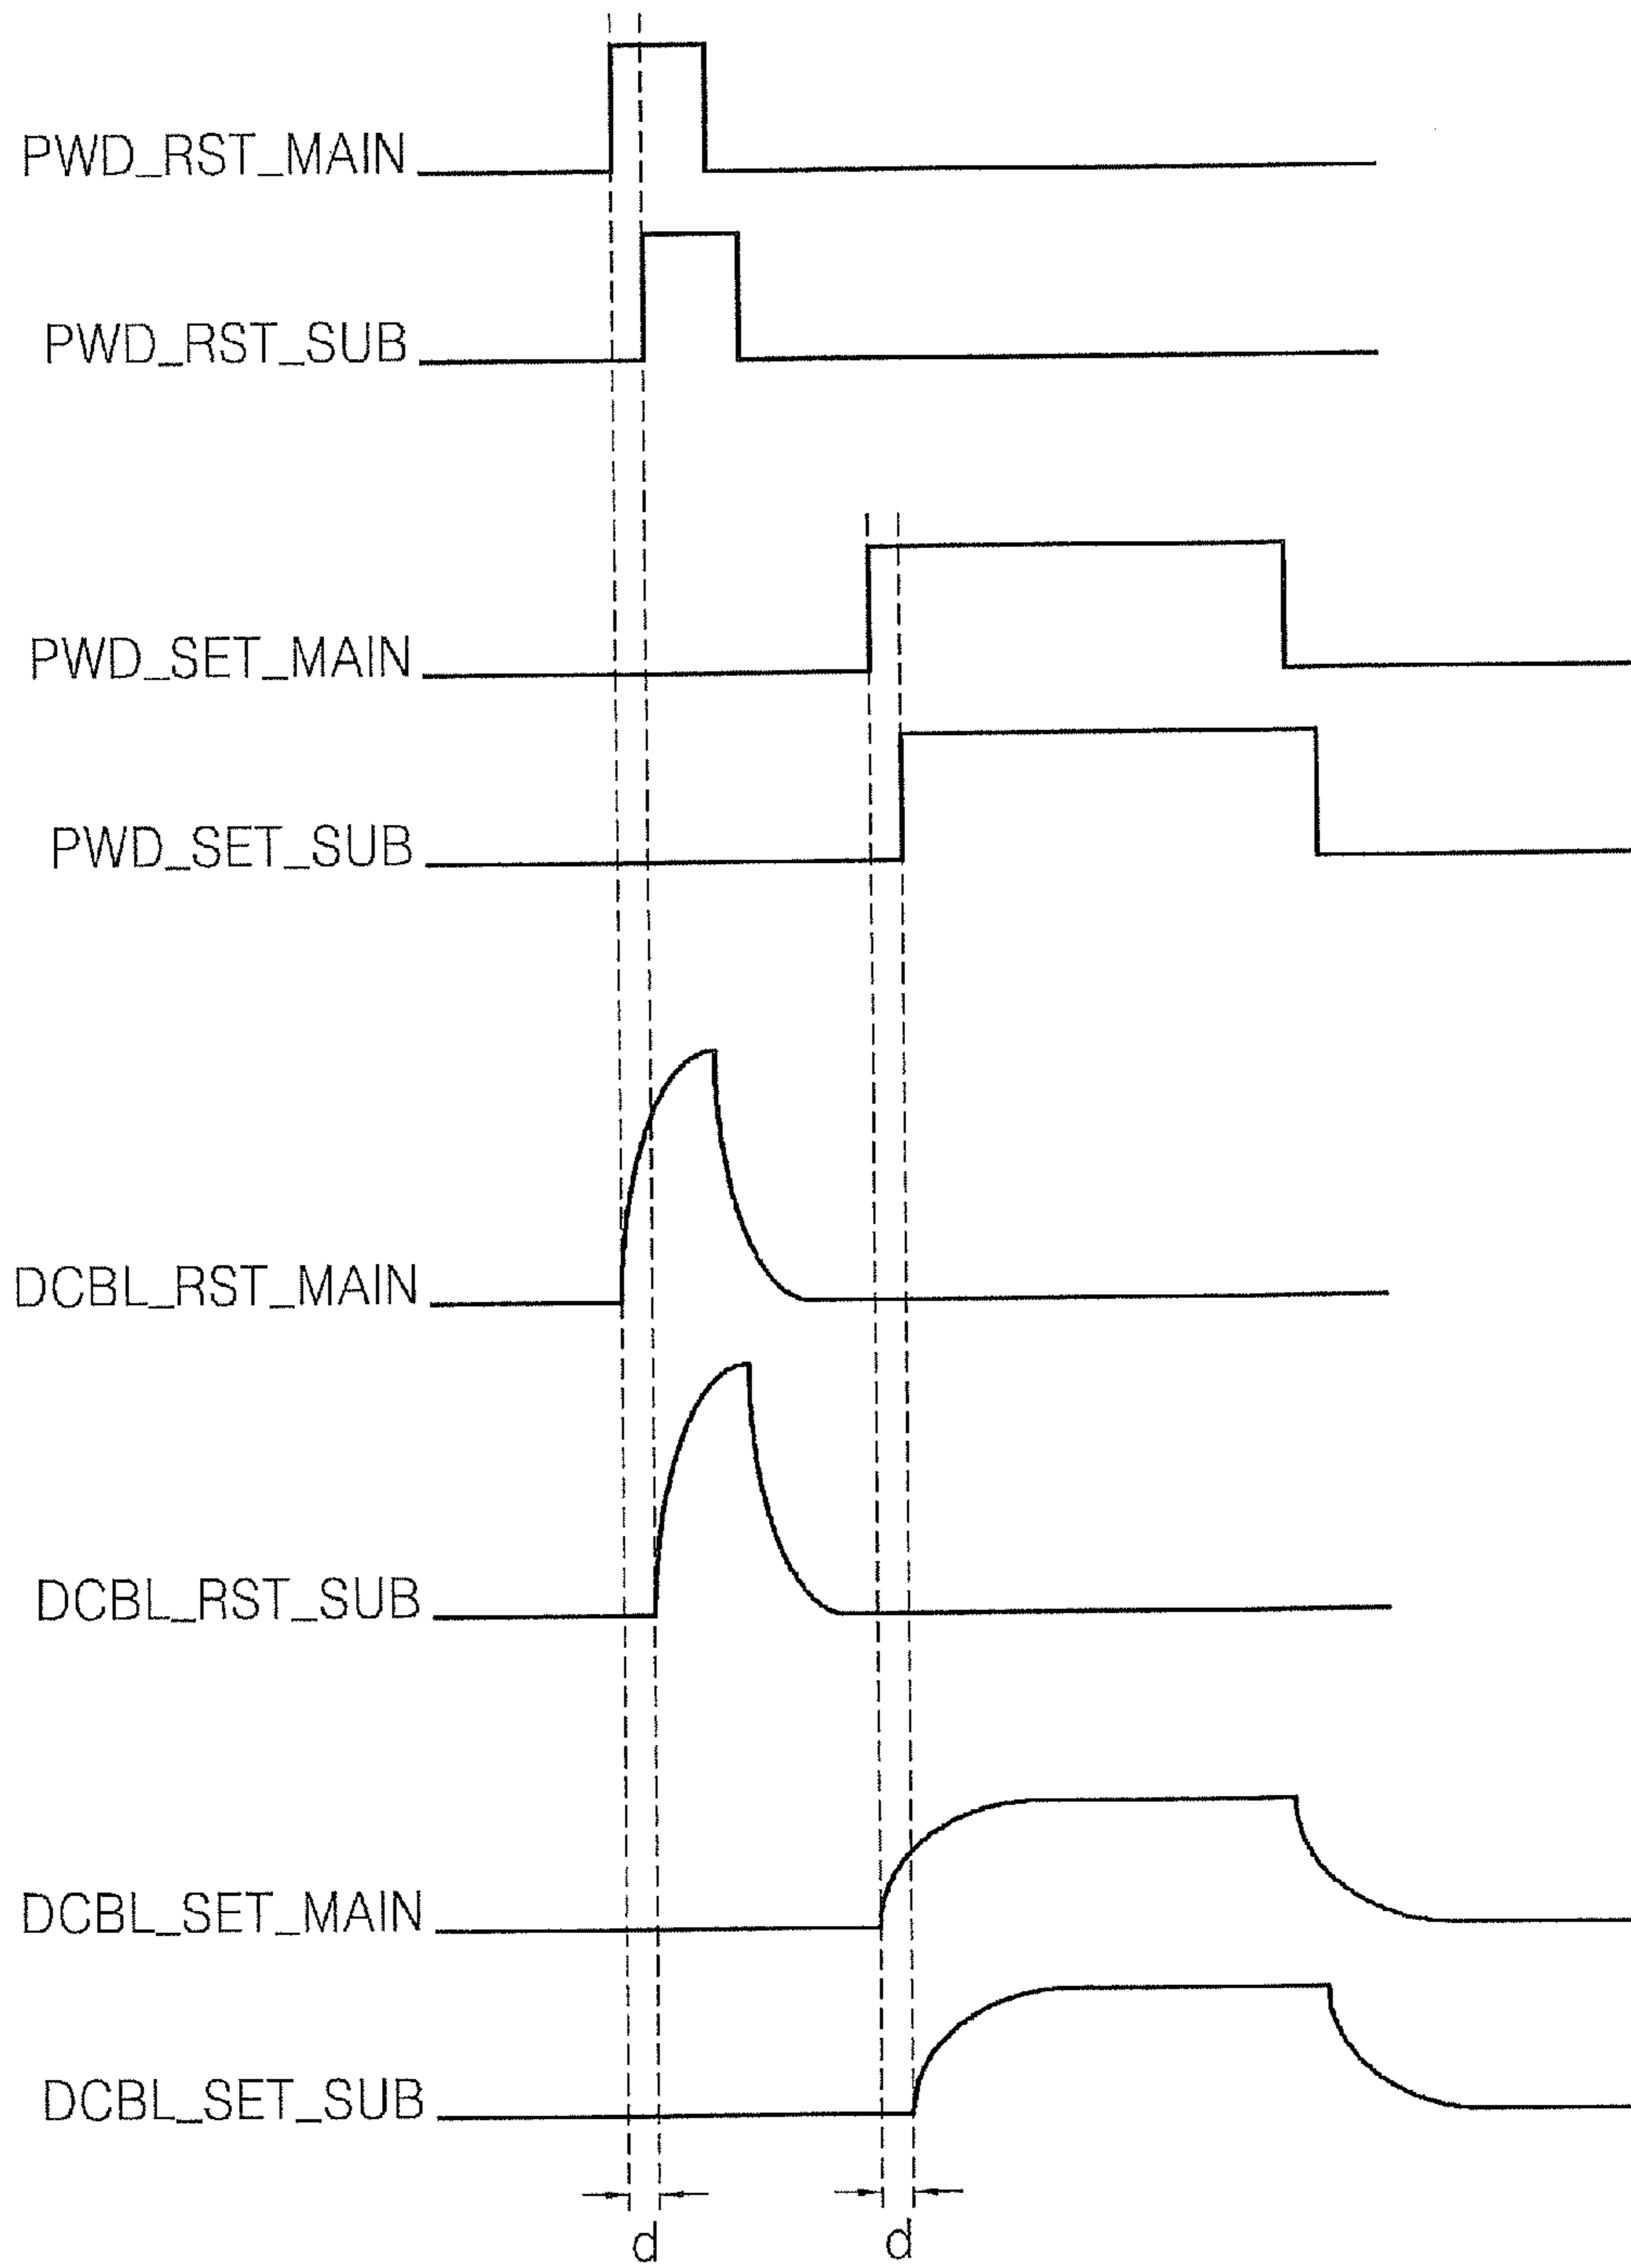 PWD_RST_MAIN
PWD_RST_SUB
PWD_SET_MAIN
PWD_SET_SUB
DCBL_RST_MAIN
DCBL_RST_SUB
DCBL_SET_MAIN
DCBL_SET_SUB
d d